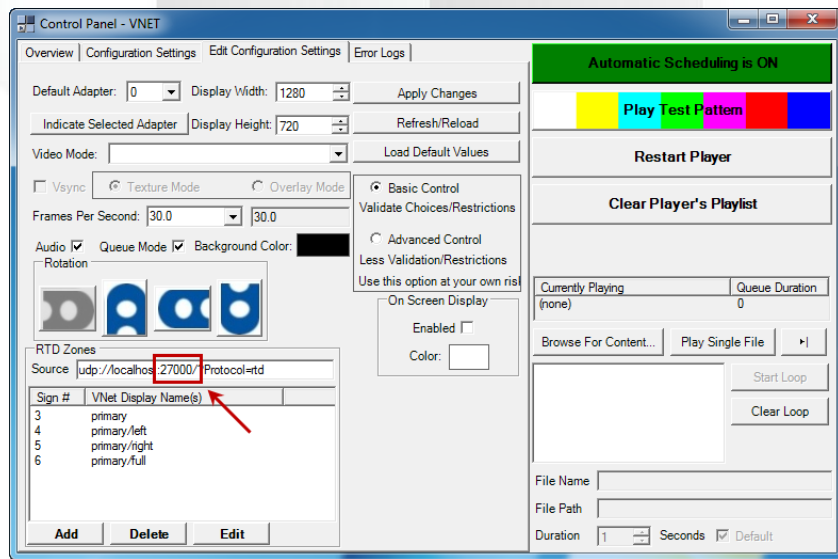 Control Panel - VNET
Overview
Configuration Settings
Edit Configuration Settings
Error Logs
Default Adapter: 0
Display Width: 1280
Apply Changes
Indicate Selected Adapter
Display Height: 720
Refresh/Reload
Video Mode:
Load Default Values
Vsync
Texture Mode
Overlay Mode
Frames Per Second: 30.0
30.0
Audio
Queue Mode
Background Color:
Basic Control
Validate Choices/Restrictions
Advanced Control
Less Validation/Restrictions
Use this option at your own risk
Rotation
On Screen Display
Enabled
Color:
RTD Zones
Source udp://localhost:27000/?Protocol=rtd
Sign # VNet Display Name(s)
3 primary
4 primary/left
5 primary/right
6 primary/full
Add
Delete
Edit
Automatic Scheduling is ON
Play Test Pattern
Restart Player
Clear Player's Playlist
Currently Playing Queue Duration
(none) 0
Browse For Content...
Play Single File
Start Loop
Clear Loop
File Name
File Path
Duration 1 Seconds Default